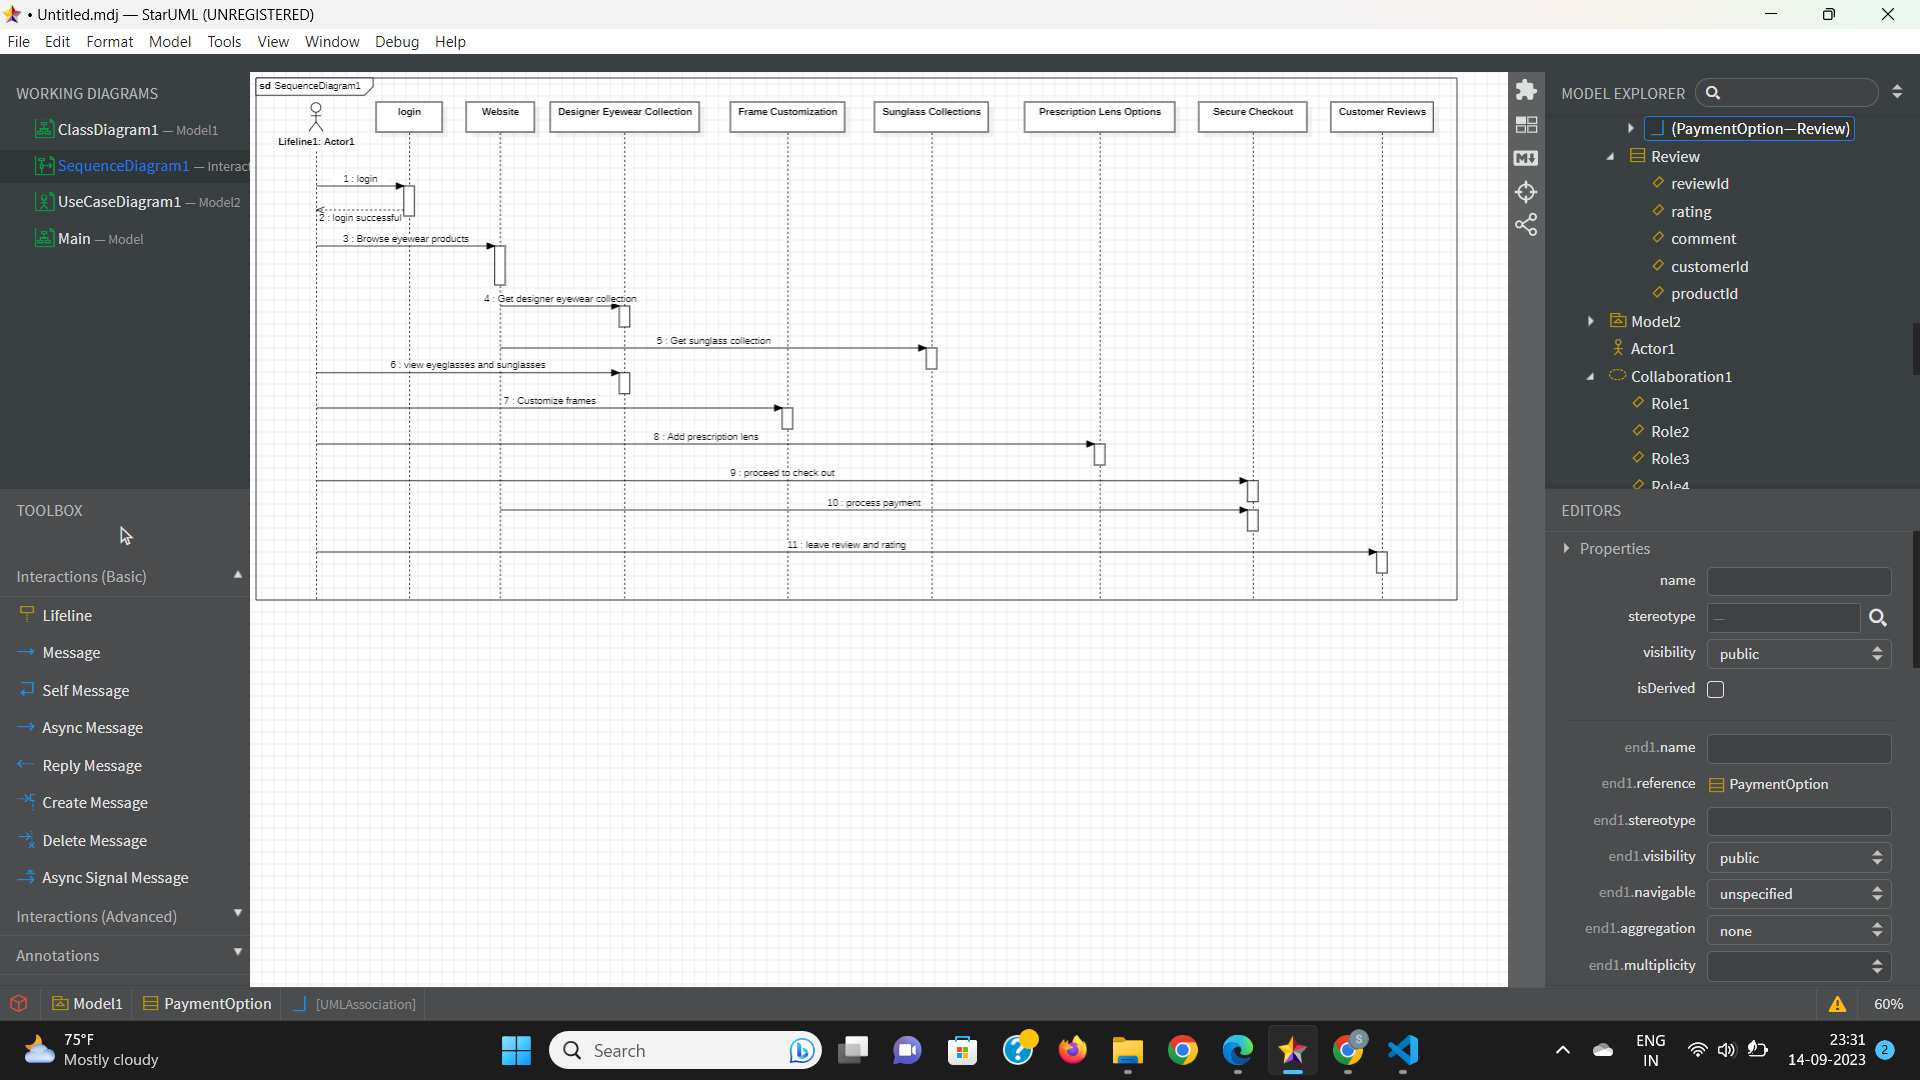 • Untitled.mdj — StarUML (UNREGISTERED)
File Edit Format Model Tools View Window Debug Help
WORKING DIAGRAMS
ClassDiagram1 — Model1
SequenceDiagram1 — Interact
UseCaseDiagram1 — Model2
Main — Model
TOOLBOX
Interactions (Basic)
Lifeline
Message
Self Message
Async Message
Reply Message
Create Message
Delete Message
Async Signal Message
Interactions (Advanced)
Annotations
sd SequenceDiagram1
Lifeline1: Actor1
login
Website
Designer Eyewear Collection
Frame Customization
Sunglass Collections
Prescription Lens Options
Secure Checkout
Customer Reviews
1 : login
2 : login successful
3 : Browse eyewear products
4 : Get designer eyewear collection
5 : Get sunglass collection
6 : view eyeglasses and sunglasses
7 : Customize frames
8 : Add prescription lens
9 : proceed to check out
10 : process payment
11 : leave review and rating
MODEL EXPLORER
(PaymentOption—Review)
Review
reviewId
rating
comment
customerId
productId
Model2
Actor1
Collaboration1
Role1
Role2
Role3
Role4
EDITORS
Properties
name
stereotype —
visibility public
isDerived
end1.name
end1.reference PaymentOption
end1.stereotype
end1.visibility public
end1.navigable unspecified
end1.aggregation none
end1.multiplicity
Model1 PaymentOption [UMLAssociation]
60%
75°F
Mostly cloudy
Search
M
S
ENG
IN
23:31
14-09-2023
2